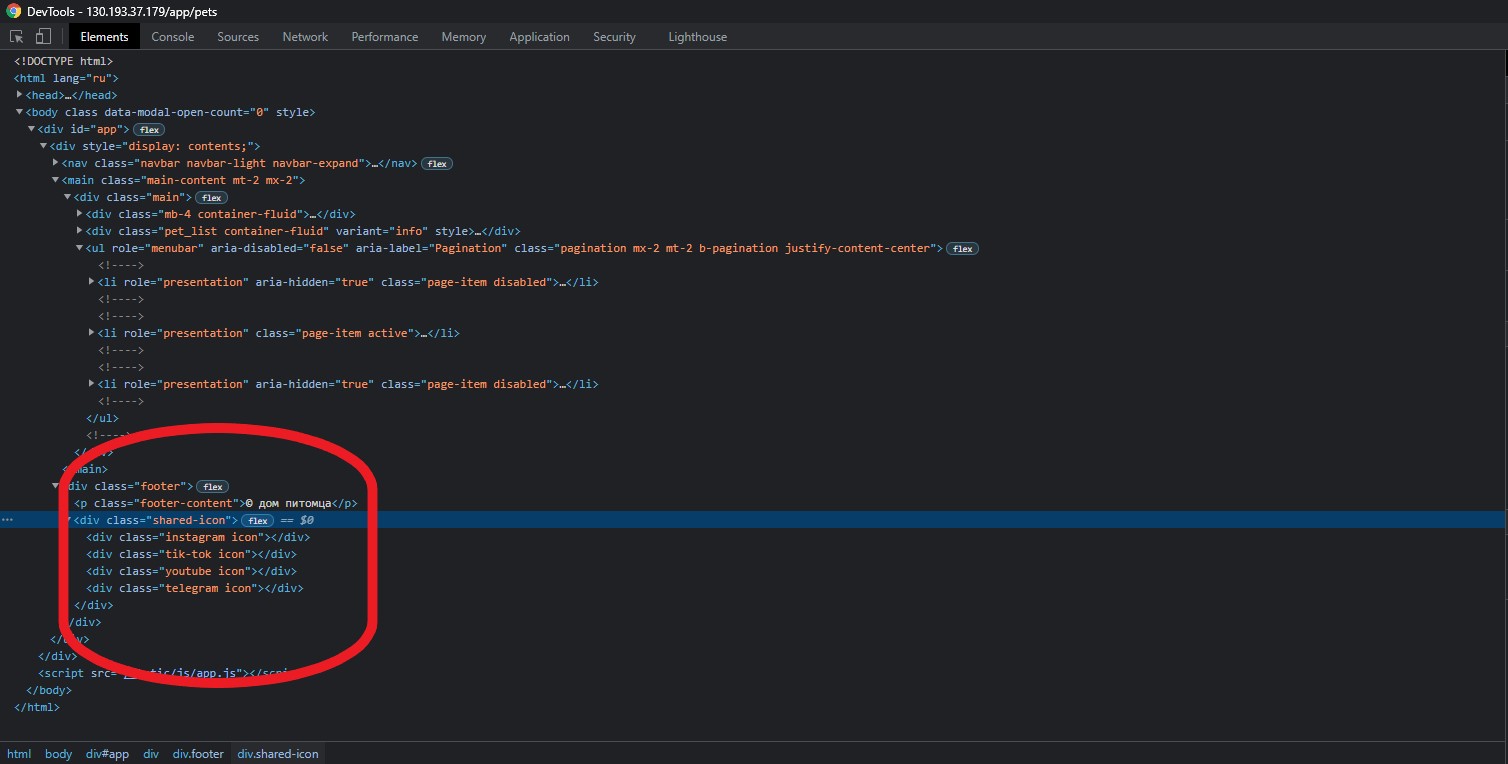 DevTools - 130.193.37.179/app/pets
Elements Console Sources Network Performance Memory Application Security Lighthouse
<!DOCTYPE html>
<html lang="ru">
<head>…</head>
<body class data-modal-open-count="0" style>
<div id="app"> flex
<div style="display: contents;">
<nav class="navbar navbar-light navbar-expand">…</nav> flex
<main class="main-content mt-2 mx-2">
<div class="main"> flex
<div class="mb-4 container-fluid">…</div>
<div class="pet_list container-fluid" variant="info" style>…</div>
<ul role="menubar" aria-disabled="false" aria-label="Pagination" class="pagination mx-2 mt-2 b-pagination justify-content-center"> flex
<!---->
<li role="presentation" aria-hidden="true" class="page-item disabled">…</li>
<!---->
<!---->
<li role="presentation" class="page-item active">…</li>
<!---->
<!---->
<li role="presentation" aria-hidden="true" class="page-item disabled">…</li>
<!---->
</ul>
<!---->
main>
div class="footer"> flex
<p class="footer-content">© дом питомца</p>
<div class="shared-icon"> flex == $0
<div class="instagram icon"></div>
<div class="tik-tok icon"></div>
<div class="youtube icon"></div>
<div class="telegram icon"></div>
</div>
/div>
</div>
<script src= js/app.js"></
</body>
</html>
html body div#app div div.footer div.shared-icon